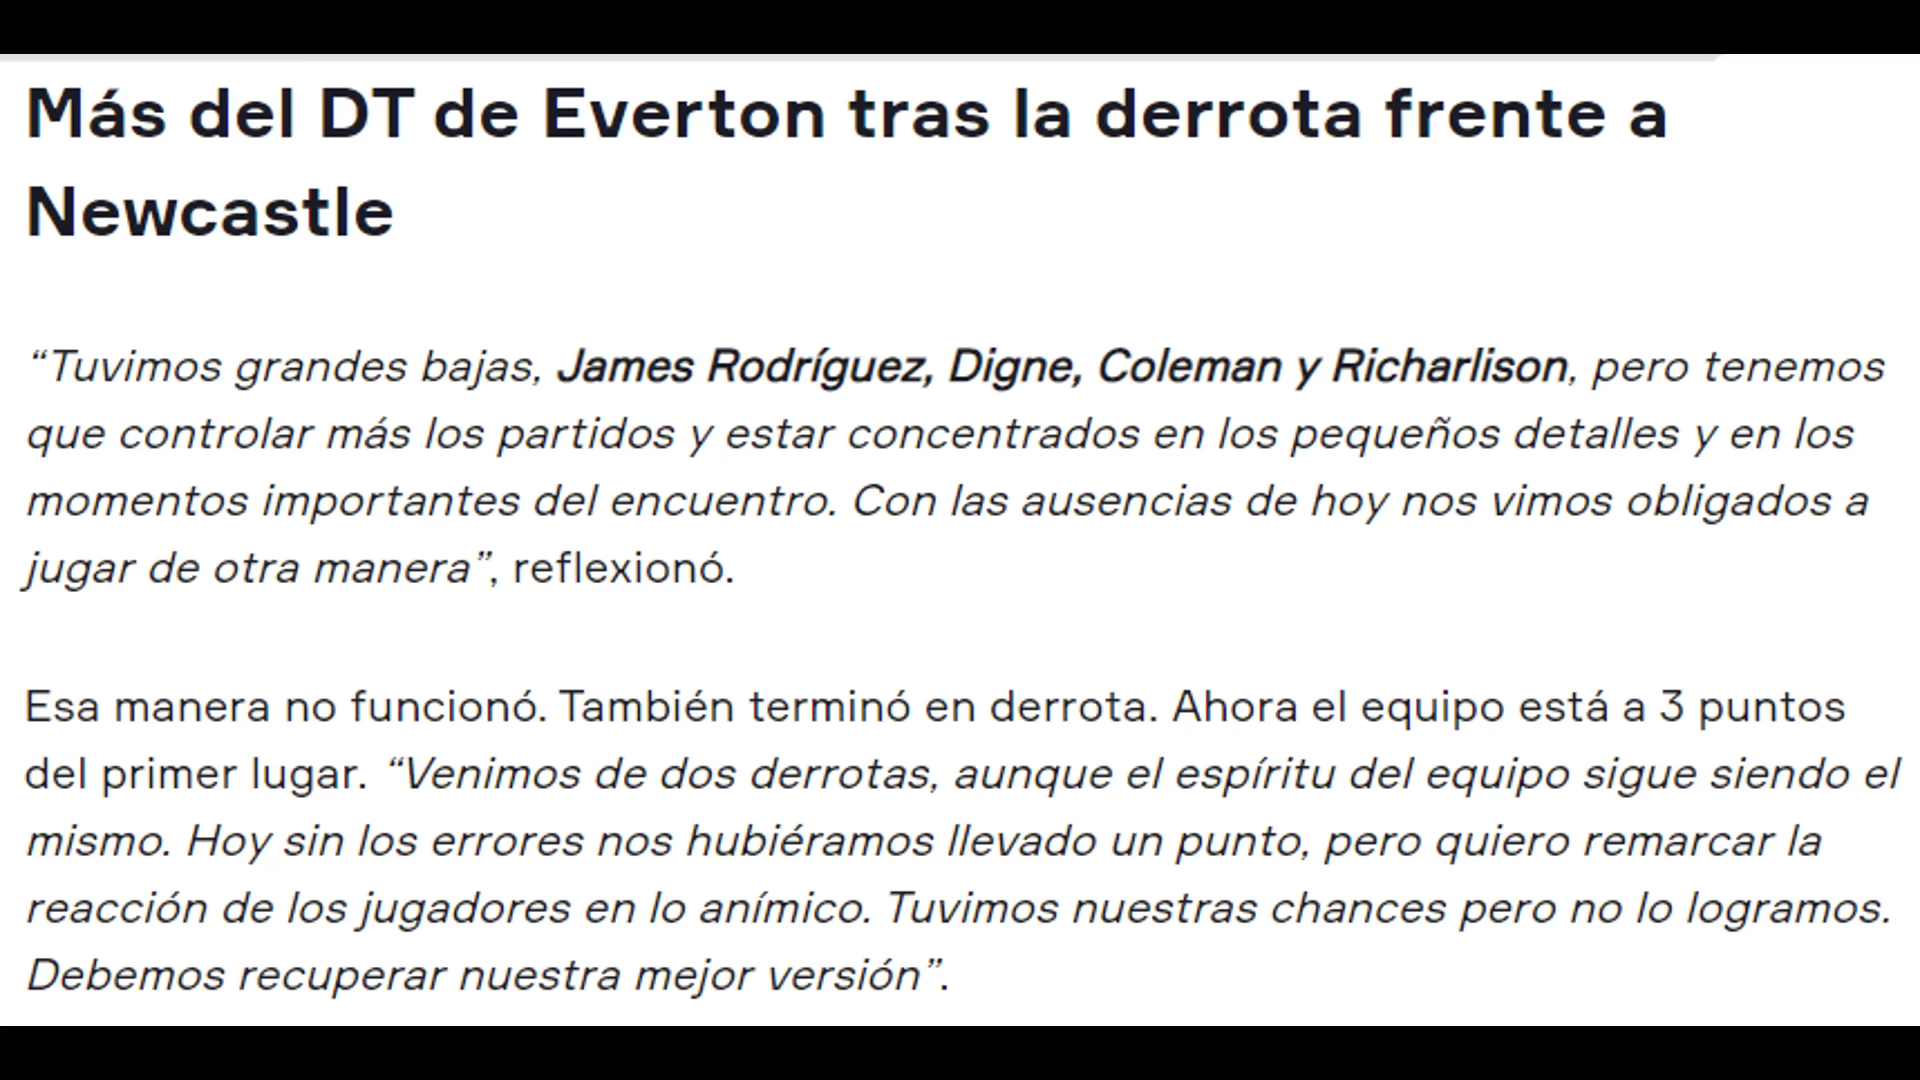 Más del DT de Everton tras la derrota frente a
Newcastle
“Tuvimos grandes bajas, James Rodríguez, Digne, Coleman y Richarlison, pero tenemos
que controlar más los partidos y estar concentrados en los pequeños detalles y en los
momentos importantes del encuentro. Con las ausencias de hoy nos vimos obligados a
jugar de otra manera”, reflexionó.
Esa manera no funcionó. También terminó en derrota. Ahora el equipo está a 3 puntos
del primer lugar. “Venimos de dos derrotas, aunque el espíritu del equipo sigue siendo el
mismo. Hoy sin los errores nos hubiéramos llevado un punto, pero quiero remarcar la
reacción de los jugadores en lo anímico. Tuvimos nuestras chances pero no lo logramos.
Debemos recuperar nuestra mejor versión”.